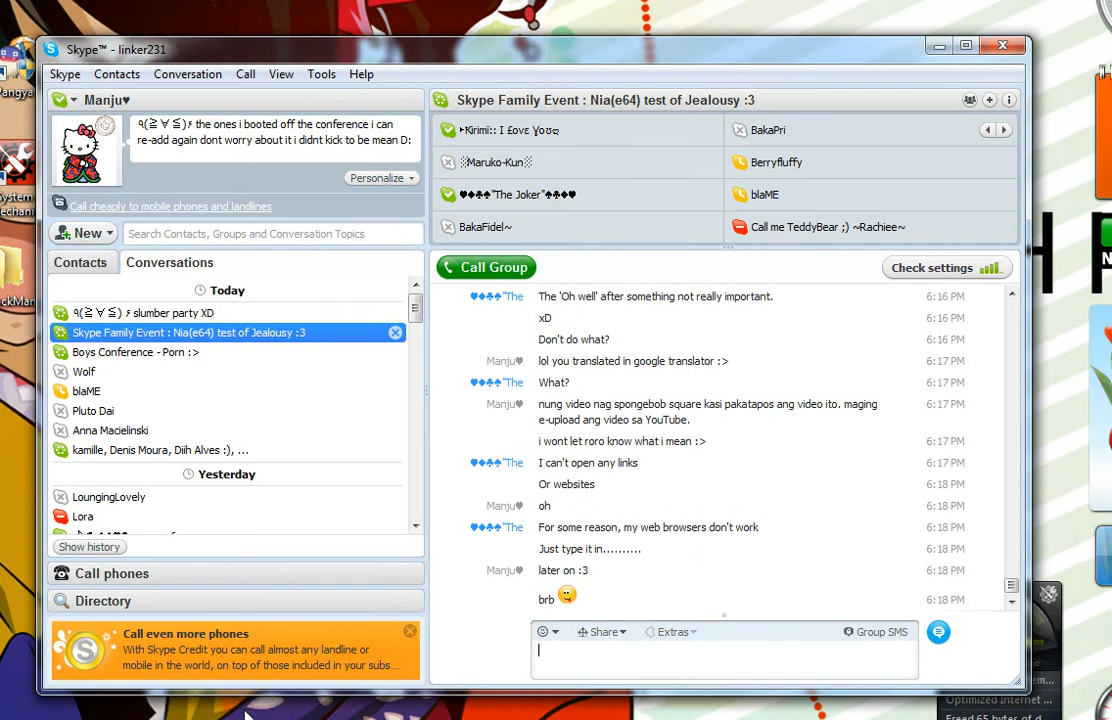 Skype™ - linker231
Skype Contacts Conversation Call View Tools Help
Manju♥
٩(≧∀≦)۶ the ones i booted off the conference i can
re-add again dont worry about it i didnt kick to be mean D:
Personalize
Call cheaply to mobile phones and landlines
New
Search Contacts, Groups and Conversation Topics
Contacts Conversations
Today
٩(≧∀≦)۶ slumber party XD
Skype Family Event : Nia(e64) test of Jealousy :3
Boys Conference - Porn :>
Wolf
blaME
Pluto Dai
Anna Macielinski
kamille, Denis Moura, Diih Alves :), ...
Yesterday
LoungingLovely
Lora
Show history
Call phones
Directory
Call even more phones
With Skype Credit you can call almost any landline or
mobile in the world, on top of those included in your subs...
Skype Family Event : Nia(e64) test of Jealousy :3
‣Kirimi:: I £ovε Ɣoυƍ
BakaPri
░Maruko-Kun░
Berryfluffy
♥♦♣♠"The Joker"♠♣♦♥
blaME
BakaFidel~
Call me TeddyBear ;) ~Rachiee~
Call Group
Check settings
♥♦♣♠"The The 'Oh well' after something not really important. 6:16 PM
xD 6:16 PM
Don't do what? 6:16 PM
Manju♥ lol you translated in google translator :> 6:17 PM
♥♦♣♠"The What? 6:17 PM
Manju♥ nung video nag spongebob square kasi pakatapos ang video ito. maging 6:17 PM
e-upload ang video sa YouTube.
i wont let roro know what i mean :> 6:17 PM
♥♦♣♠"The I can't open any links 6:17 PM
Or websites 6:18 PM
Manju♥ oh 6:18 PM
♥♦♣♠"The For some reason, my web browsers don't work 6:18 PM
Just type it in.......... 6:18 PM
Manju♥ later on :3 6:18 PM
brb 6:18 PM
Share Extras Group SMS
Pangya
System
Mechani
Optimized Internet
Freed 65 bytes of d